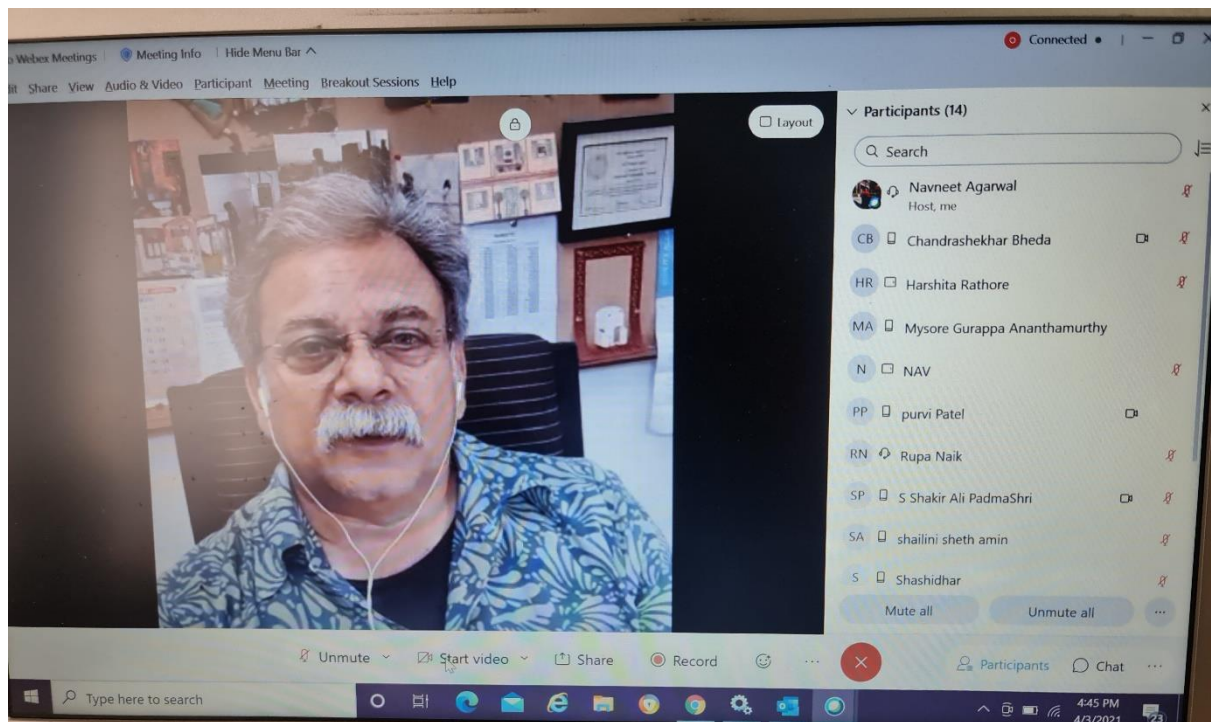 Webex Meetings
Meeting Info
Hide Menu Bar
Connected
Share View Audio & Video Participant Meeting Breakout Sessions Help
Layout
Participants (14)
Search
Navneet Agarwal
Host, me
CB Chandrashekhar Bheda
HR Harshita Rathore
MA Mysore Gurappa Ananthamurthy
N NAV
PP purvi Patel
RN Rupa Naik
SP S Shakir Ali PadmaShri
SA shailini sheth amin
S Shashidhar
Mute all Unmute all
Unmute Start video Share Record
Participants Chat
Type here to search
4:45 PM
4/3/2021
23